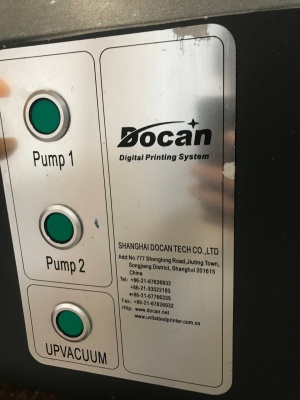 Docan
Digital Printing System
Pump 1
Pump 2
UPVACUUM
SHANGHAI DOCAN TECH CO.,LTD
Add:No.777 Shenglong Road,Jiuting Town,
Songjiang District, Shanghai 201615
China
Tel: +86-21-67626932
+86-21-33522193
+86-21-67766335
Fax: +86-21-67626932
Http: www.docan.net
www.uvflatbedprinter.com.cn